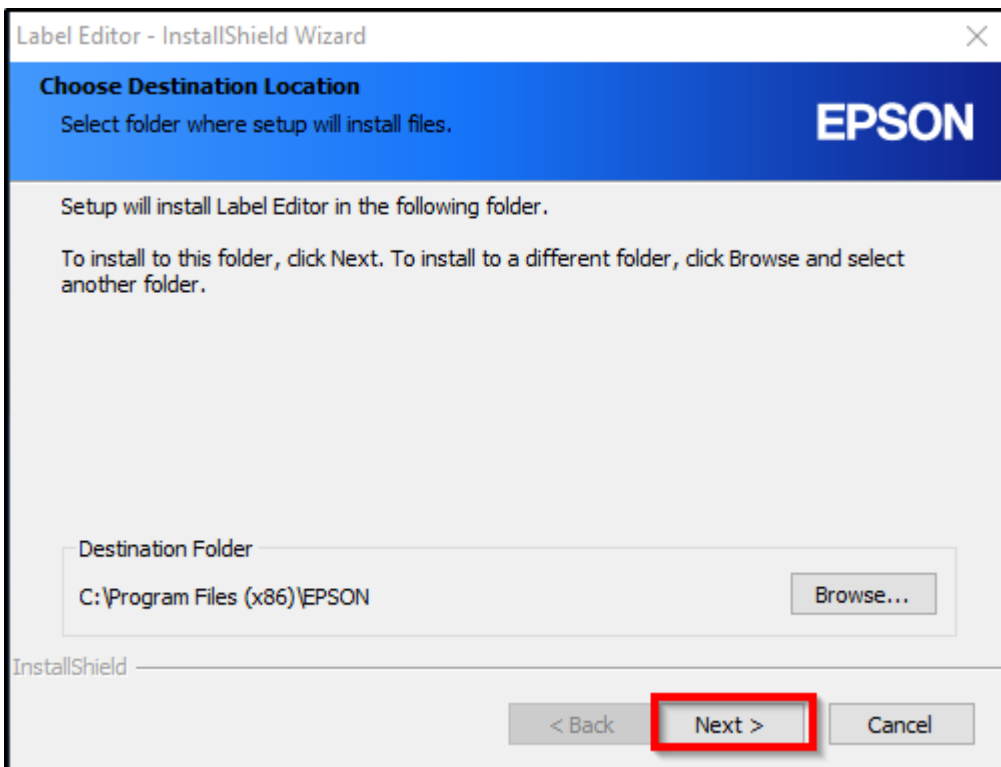 Label Editor - InstallShield Wizard
Choose Destination Location
Select folder where setup will install files.
EPSON
Setup will install Label Editor in the following folder.
To install to this folder, click Next. To install to a different folder, click Browse and select
another folder.
Destination Folder
C:\Program Files (x86)\EPSON
Browse...
InstallShield
< Back
Next >
Cancel